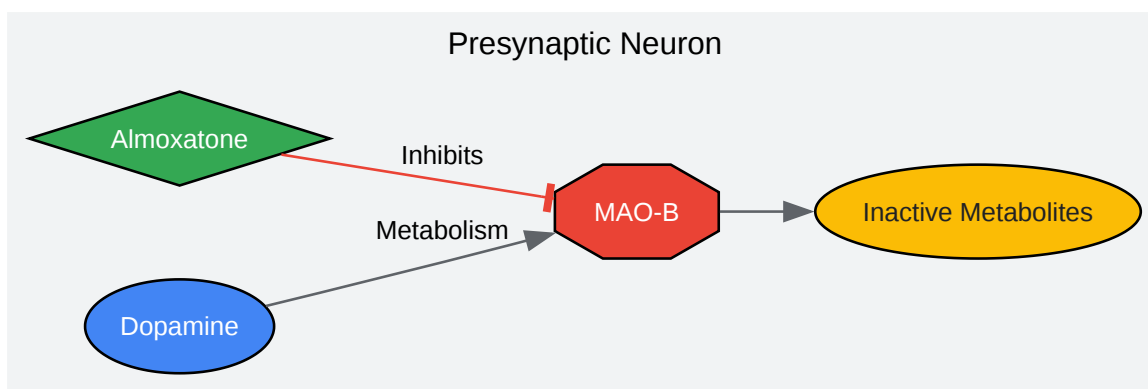 Presynaptic Neuron
Almoxatone
Inhibits
MAO-B
Inactive Metabolites
Metabolism
Dopamine